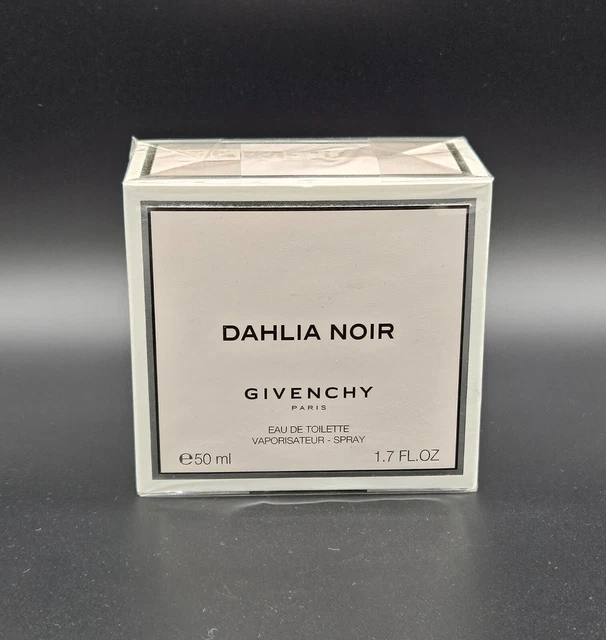 DAHLIA NOIR
GIVENCHY
PARIS
EAU DE TOILETTE
VAPORISATEUR - SPRAY
℮50 ml 1.7 FL.OZ